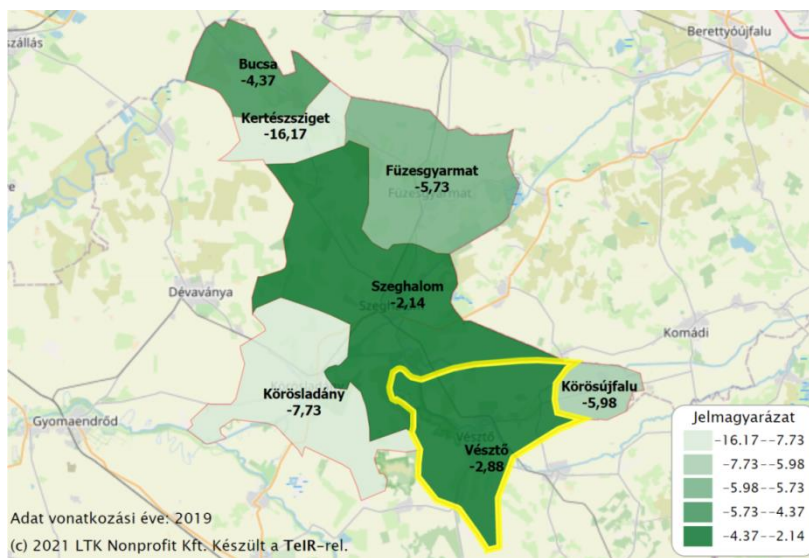 szállás
Berettyóújfalu
Bucsa
-4,37
Kertészsziget
-16,17
Füzesgyarmat
-5,73
Füzesgyarmat
Szeghalom
-2,14
Dévaványa
Komádi
Körösladány
-7,73
Körösújfalu
-5,98
Gyomaendrőd
Vésztő
Vésztő
-2,88
Jelmagyarázat
-16.17--7.73
-7.73--5.98
-5.98--5.73
-5.73--4.37
-4.37--2.14
Adat vonatkozási éve: 2019
(c) 2021 LTK Nonprofit Kft. Készült a TeIR-rel.